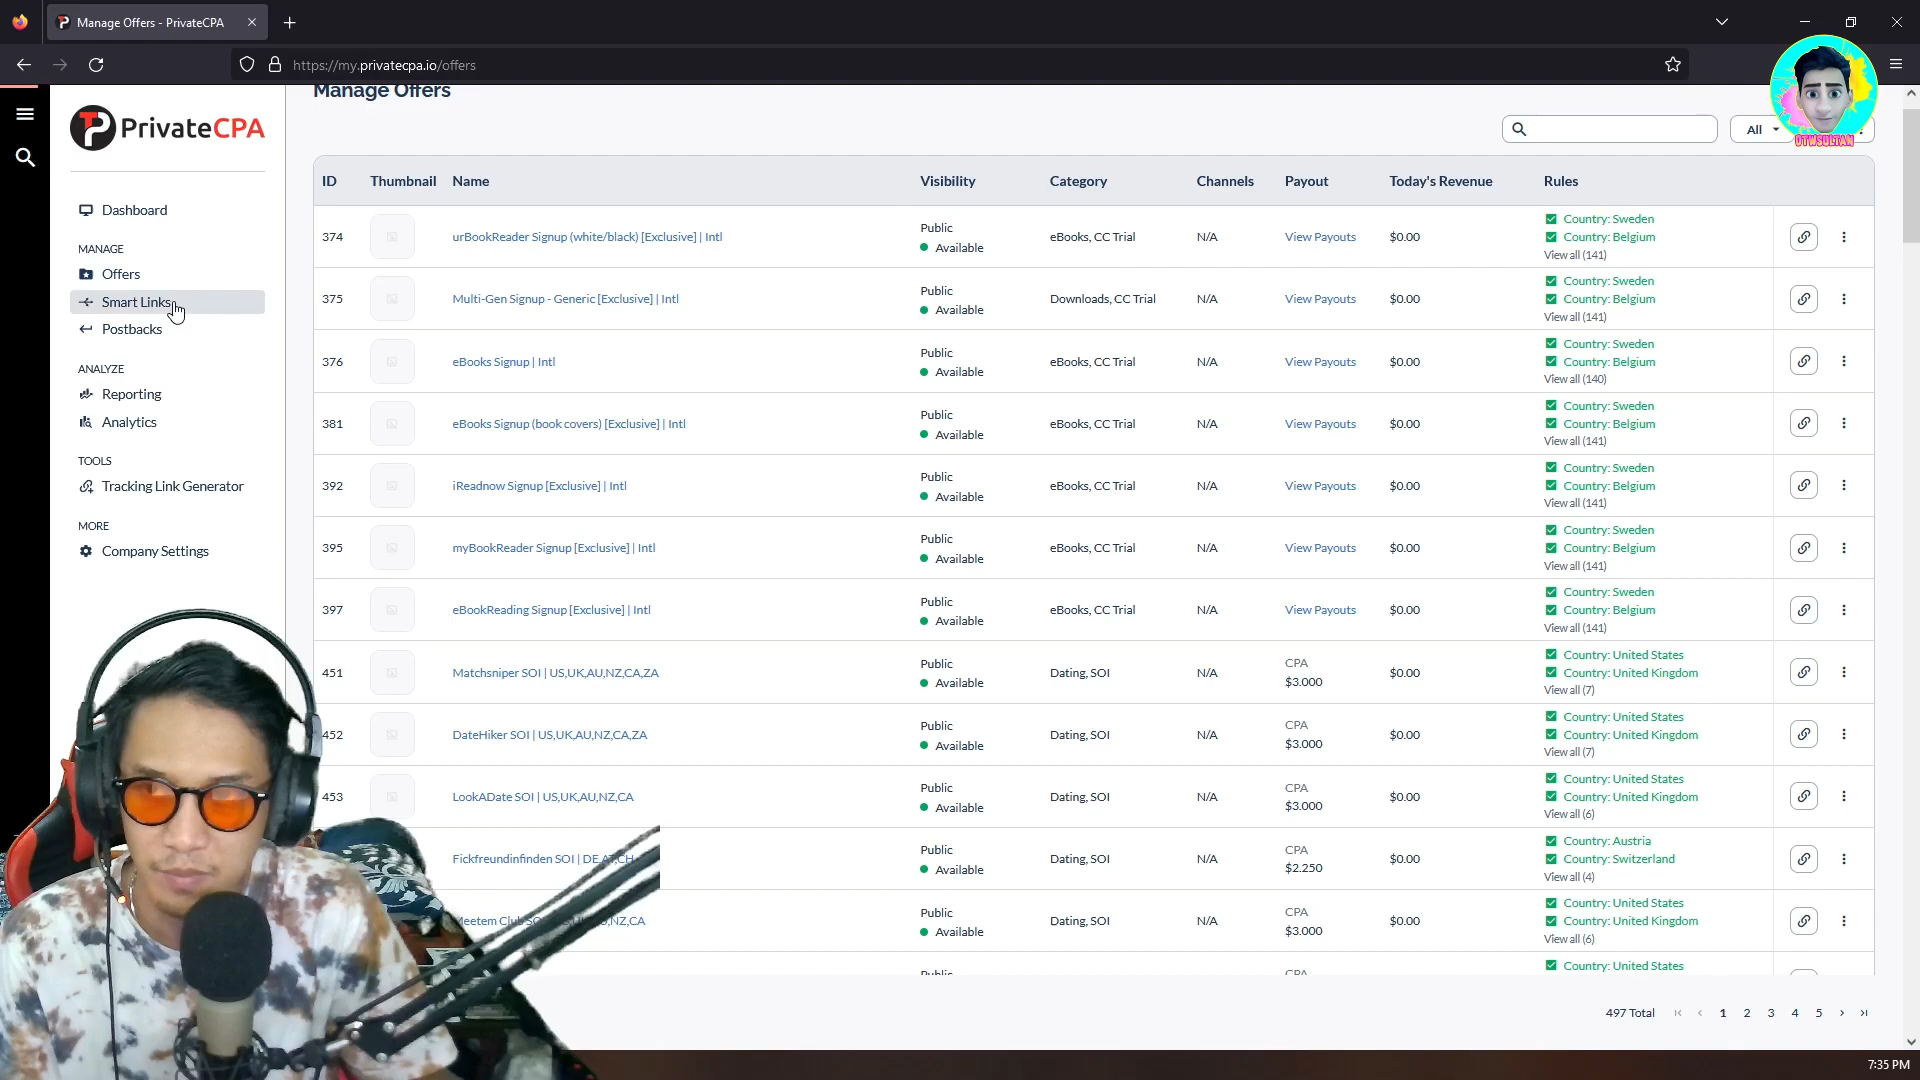 Manage Offers - PrivateCPA
https://my.privatecpa.io/offers
OTWSULTAN
PrivateCPA
Dashboard
MANAGE
Offers
Smart Links
Postbacks
ANALYZE
Reporting
Analytics
TOOLS
Tracking Link Generator
MORE
Company Settings
Manage Offers
All
ID Thumbnail Name Visibility Category Channels Payout Today's Revenue Rules
374 urBookReader Signup (white/black) [Exclusive] | Intl Public Available eBooks, CC Trial N/A View Payouts $0.00 Country: Sweden Country: Belgium View all (141)
375 Multi-Gen Signup - Generic [Exclusive] | Intl Public Available Downloads, CC Trial N/A View Payouts $0.00 Country: Sweden Country: Belgium View all (141)
376 eBooks Signup | Intl Public Available eBooks, CC Trial N/A View Payouts $0.00 Country: Sweden Country: Belgium View all (140)
381 eBooks Signup (book covers) [Exclusive] | Intl Public Available eBooks, CC Trial N/A View Payouts $0.00 Country: Sweden Country: Belgium View all (141)
392 iReadnow Signup [Exclusive] | Intl Public Available eBooks, CC Trial N/A View Payouts $0.00 Country: Sweden Country: Belgium View all (141)
395 myBookReader Signup [Exclusive] | Intl Public Available eBooks, CC Trial N/A View Payouts $0.00 Country: Sweden Country: Belgium View all (141)
397 eBookReading Signup [Exclusive] | Intl Public Available eBooks, CC Trial N/A View Payouts $0.00 Country: Sweden Country: Belgium View all (141)
451 Matchsniper SOI | US,UK,AU,NZ,CA,ZA Public Available Dating, SOI N/A CPA $3.000 $0.00 Country: United States Country: United Kingdom View all (7)
452 DateHiker SOI | US,UK,AU,NZ,CA,ZA Public Available Dating, SOI N/A CPA $3.000 $0.00 Country: United States Country: United Kingdom View all (7)
453 LookADate SOI | US,UK,AU,NZ,CA Public Available Dating, SOI N/A CPA $3.000 $0.00 Country: United States Country: United Kingdom View all (6)
Fickfreundinfinden SOI | DE,AT,CH Public Available Dating, SOI N/A CPA $2.250 $0.00 Country: Austria Country: Switzerland View all (4)
Meetem Club NZ,CA Public Available Dating, SOI N/A CPA $3.000 $0.00 Country: United States Country: United Kingdom View all (6)
Public CPA Country: United States
497 Total 1 2 3 4 5
7:35 PM